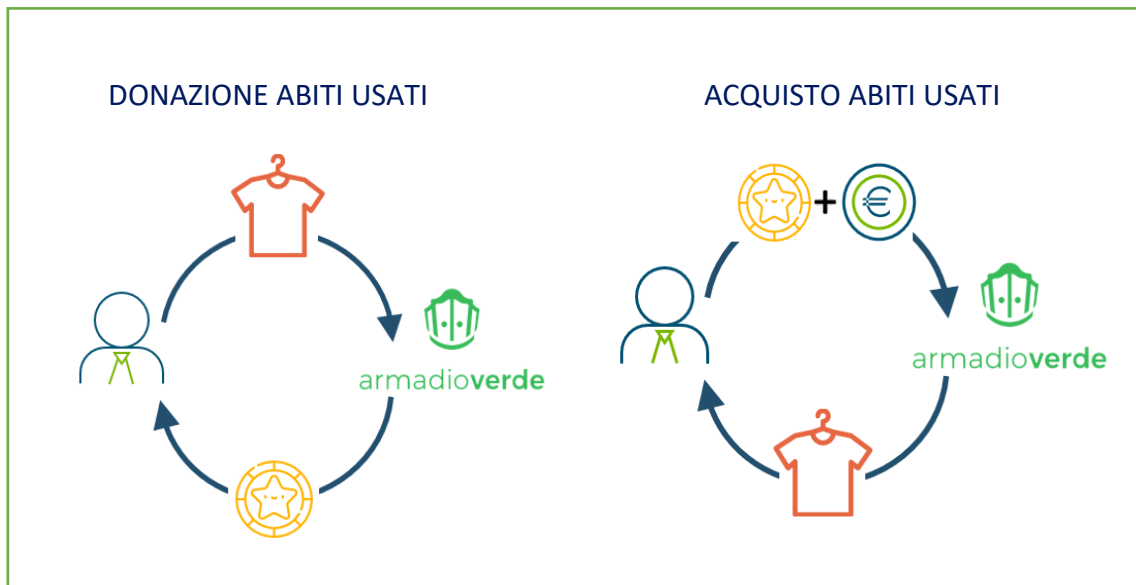 DONAZIONE ABITI USATI
ACQUISTO ABITI USATI
+
€
armadioverde
armadioverde